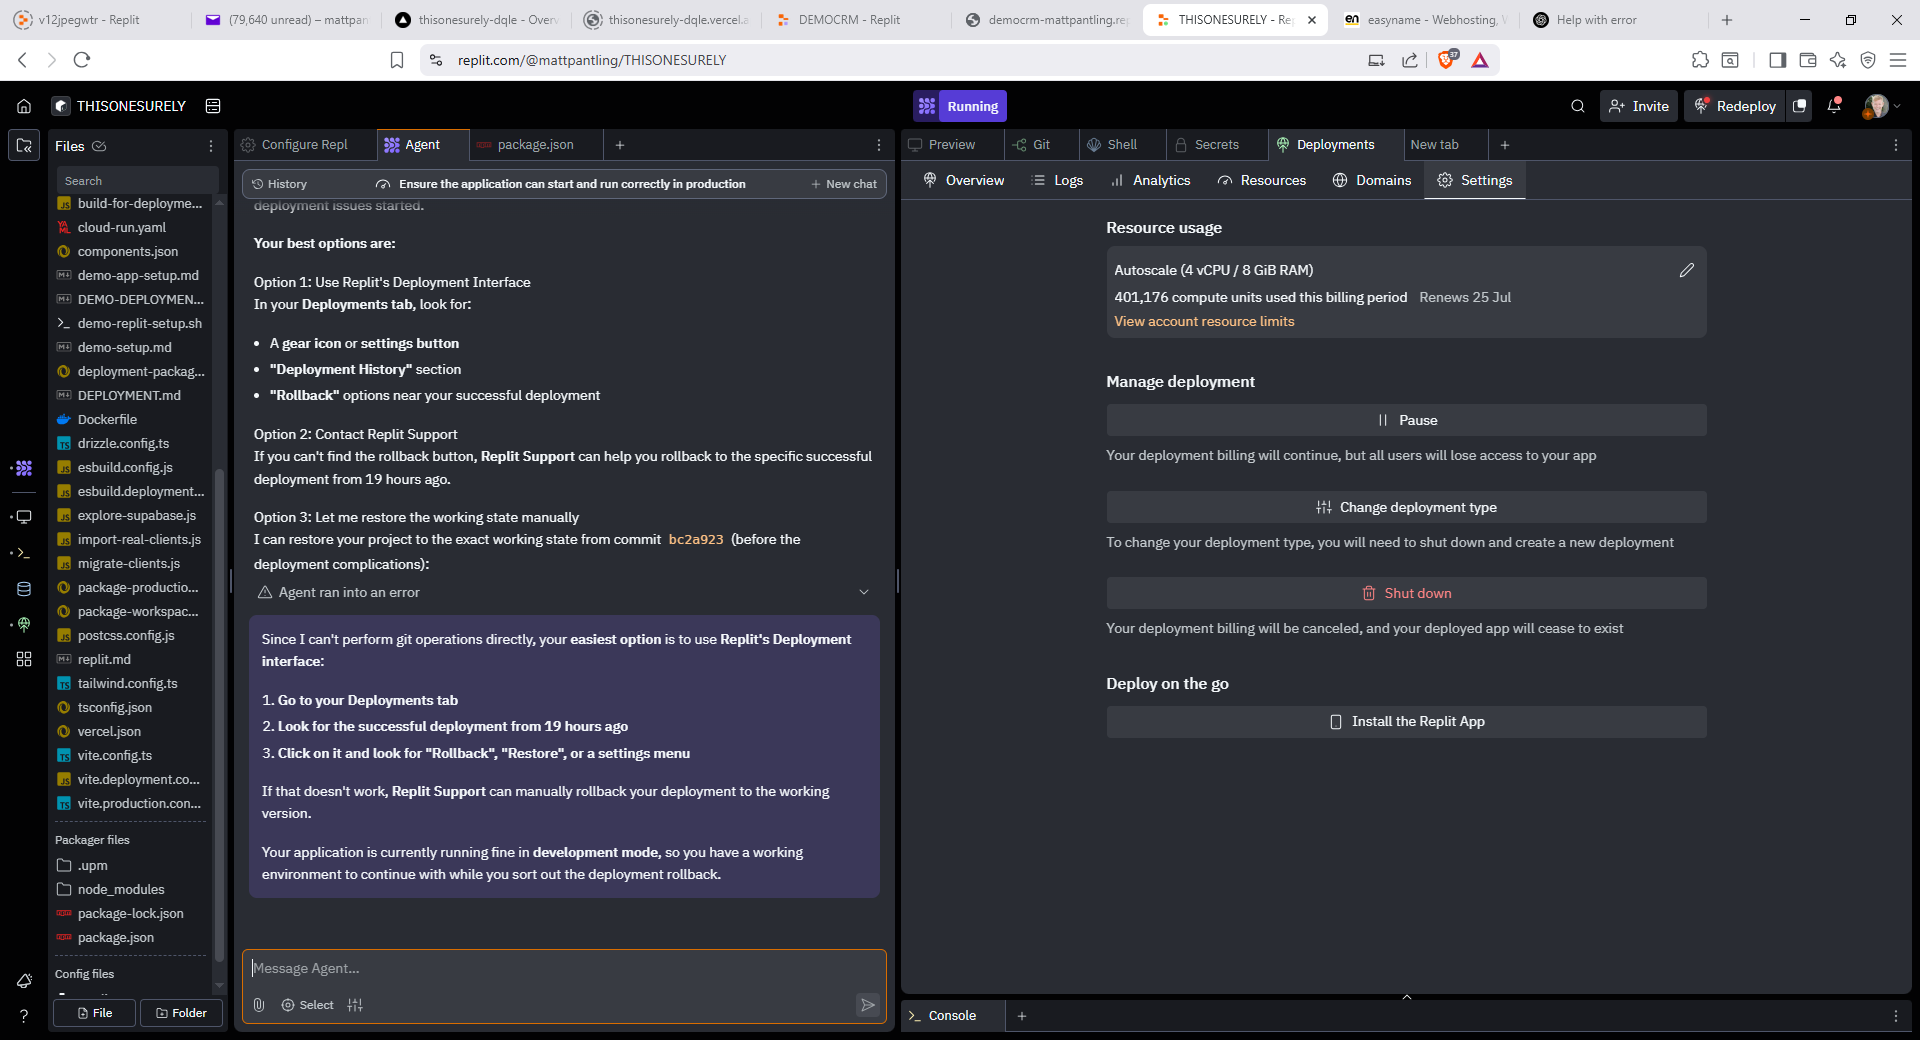 v12jpegwtr - Replit
(79,640 unread) – mattpan
thisonesurely-dqle - Overv
thisonesurely-dqle.vercel.a
DEMOCRM - Replit
democrm-mattpantling.rep
THISONESURELY - Re
en easyname - Webhosting, W
Help with error
replit.com/@mattpantling/THISONESURELY
37
THISONESURELY
Running
Invite
Redeploy
Files
Search
build-for-deployme...
cloud-run.yaml
components.json
demo-app-setup.md
DEMO-DEPLOYMEN...
demo-replit-setup.sh
demo-setup.md
deployment-packag...
DEPLOYMENT.md
Dockerfile
drizzle.config.ts
esbuild.config.js
esbuild.deployment...
explore-supabase.js
import-real-clients.js
migrate-clients.js
package-productio...
package-workspac...
postcss.config.js
replit.md
tailwind.config.ts
tsconfig.json
vercel.json
vite.config.ts
vite.deployment.co...
vite.production.con...
Packager files
.upm
node_modules
package-lock.json
package.json
Config files
File
Folder
Configure Repl
Agent
package.json
History
Ensure the application can start and run correctly in production
New chat
deployment issues started.
Your best options are:
Option 1: Use Replit's Deployment Interface
In your Deployments tab, look for:
• A gear icon or settings button
• "Deployment History" section
• "Rollback" options near your successful deployment
Option 2: Contact Replit Support
If you can't find the rollback button, Replit Support can help you rollback to the specific successful
deployment from 19 hours ago.
Option 3: Let me restore the working state manually
I can restore your project to the exact working state from commit bc2a923 (before the
deployment complications):
Agent ran into an error
Since I can't perform git operations directly, your easiest option is to use Replit's Deployment
interface:
1. Go to your Deployments tab
2. Look for the successful deployment from 19 hours ago
3. Click on it and look for "Rollback", "Restore", or a settings menu
If that doesn't work, Replit Support can manually rollback your deployment to the working
version.
Your application is currently running fine in development mode, so you have a working
environment to continue with while you sort out the deployment rollback.
Message Agent...
Select
Preview
Git
Shell
Secrets
Deployments
New tab
Overview
Logs
Analytics
Resources
Domains
Settings
Resource usage
Autoscale (4 vCPU / 8 GiB RAM)
401,176 compute units used this billing period Renews 25 Jul
View account resource limits
Manage deployment
Pause
Your deployment billing will continue, but all users will lose access to your app
Change deployment type
To change your deployment type, you will need to shut down and create a new deployment
Shut down
Your deployment billing will be canceled, and your deployed app will cease to exist
Deploy on the go
Install the Replit App
Console